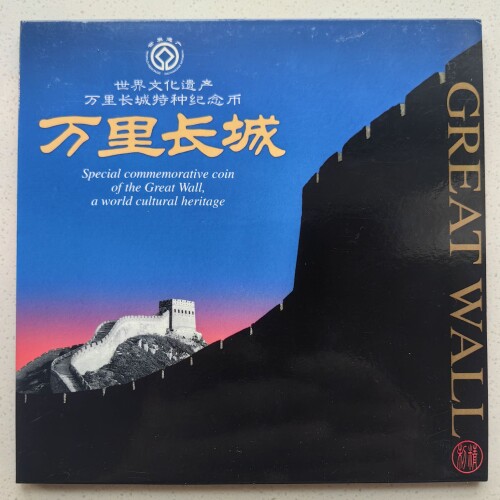 世界文化遗产
万里长城特种纪念币
万里长城
Special commemorative coin
of the Great Wall,
a world cultural heritage
GREAT WALL